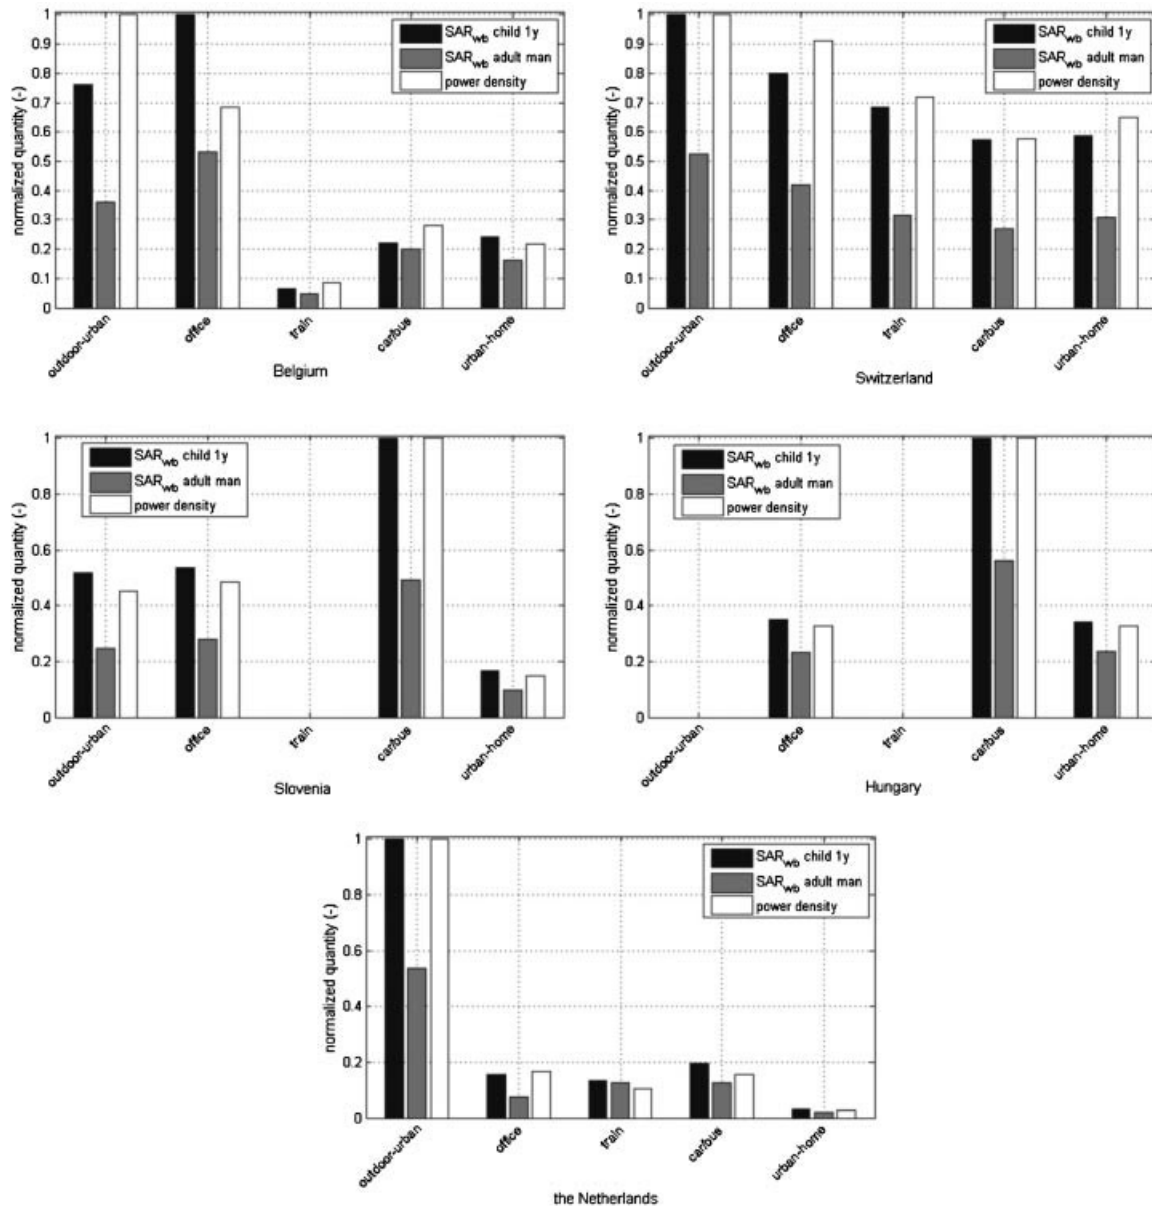 1
0.9
0.8
0.7
0.6
0.5
0.4
0.3
0.2
0.1
0
normalized quantity (-)
SARwb child 1y
SARwb adult man
power density
outdoor-urban
office
train
car/bus
urban-home
Belgium
1
0.9
0.8
0.7
0.6
0.5
0.4
0.3
0.2
0.1
0
normalized quantity (-)
SARwb child 1y
SARwb adult man
power density
outdoor-urban
office
train
car/bus
urban-home
Switzerland
1
0.8
0.6
0.4
0.2
0
normalized quantity (-)
SARwb child 1y
SARwb adult man
power density
outdoor-urban
office
train
car/bus
urban-home
Slovenia
1
0.8
0.6
0.4
0.2
0
normalized quantity (-)
SARwb child 1y
SARwb adult man
power density
outdoor-urban
office
train
car/bus
urban-home
Hungary
1
0.8
0.6
0.4
0.2
0
normalized quantity (-)
SARwb child 1y
SARwb adult man
power density
outdoor-urban
office
train
car/bus
urban-home
the Netherlands